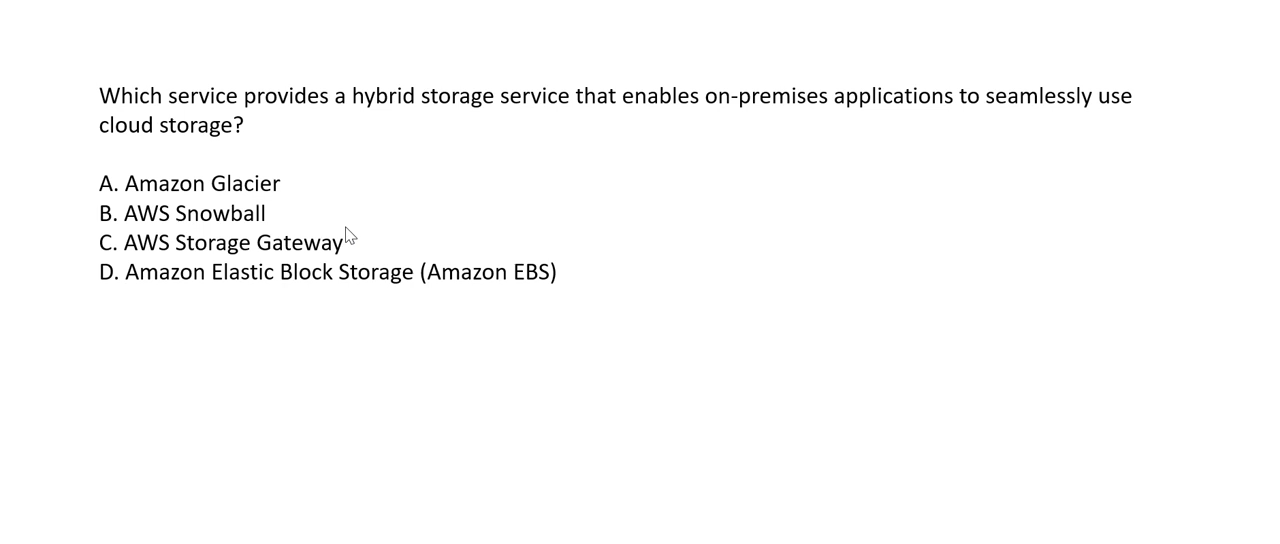 Which service provides a hybrid storage service that enables on-premises applications to seamlessly use
cloud storage?
A. Amazon Glacier
B. AWS Snowball
C. AWS Storage Gateway
D. Amazon Elastic Block Storage (Amazon EBS)